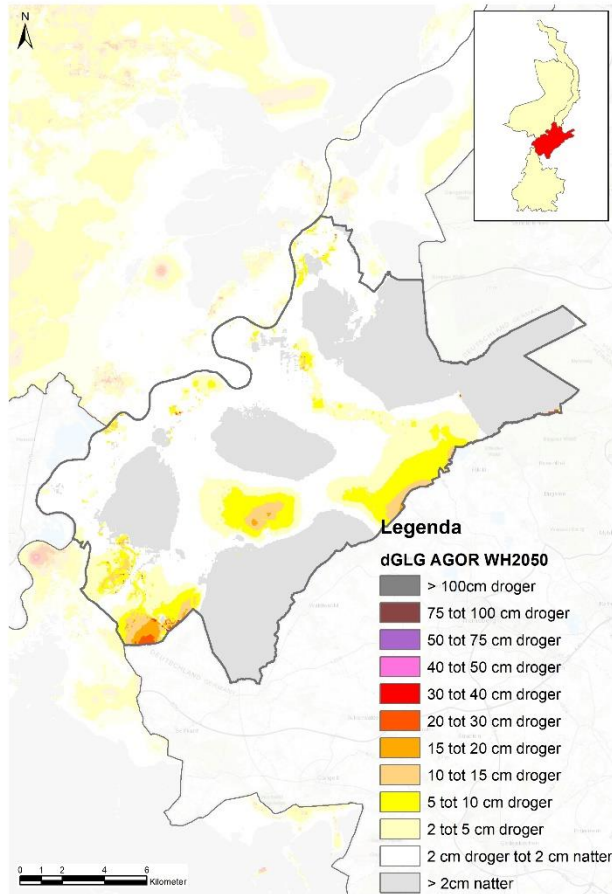 N
Legenda
dGLG AGOR WH2050
> 100cm droger
75 tot 100 cm droger
50 tot 75 cm droger
40 tot 50 cm droger
30 tot 40 cm droger
20 tot 30 cm droger
15 tot 20 cm droger
10 tot 15 cm droger
5 tot 10 cm droger
2 tot 5 cm droger
2 cm droger tot 2 cm natter
> 2cm natter
0 1 2 4 6
Kilometer